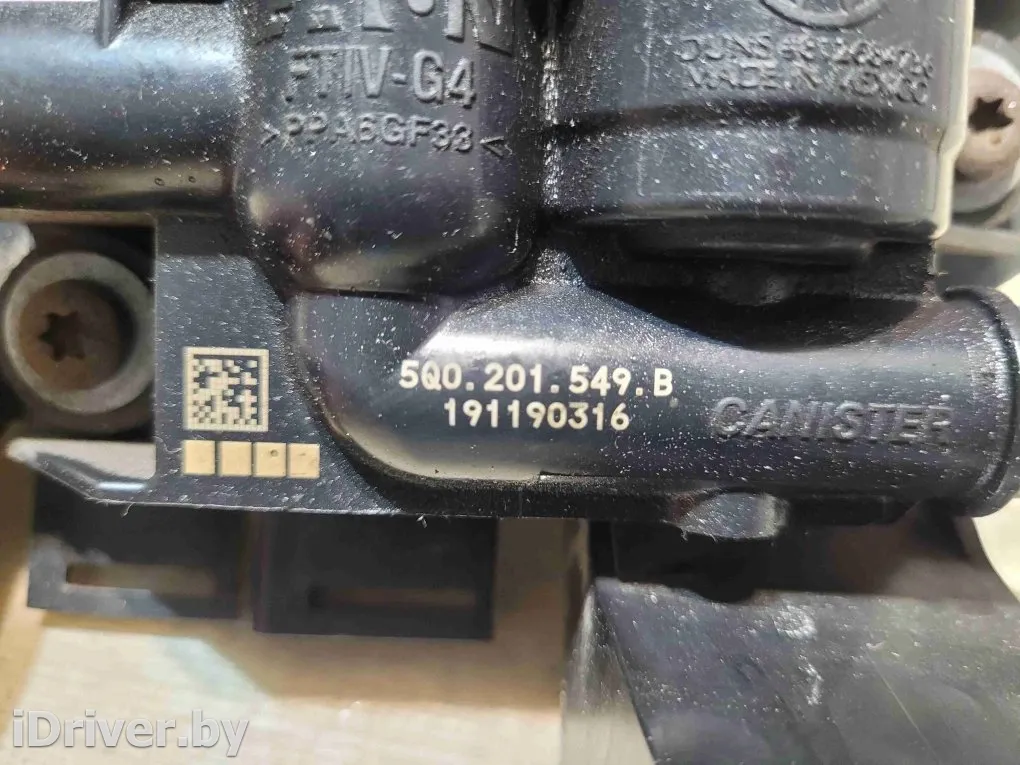 FTIV-G4
>PPA6GF33<
MADE IN MEXICO
5Q0.201.549.B
191190316
CANISTER
iDriver.by